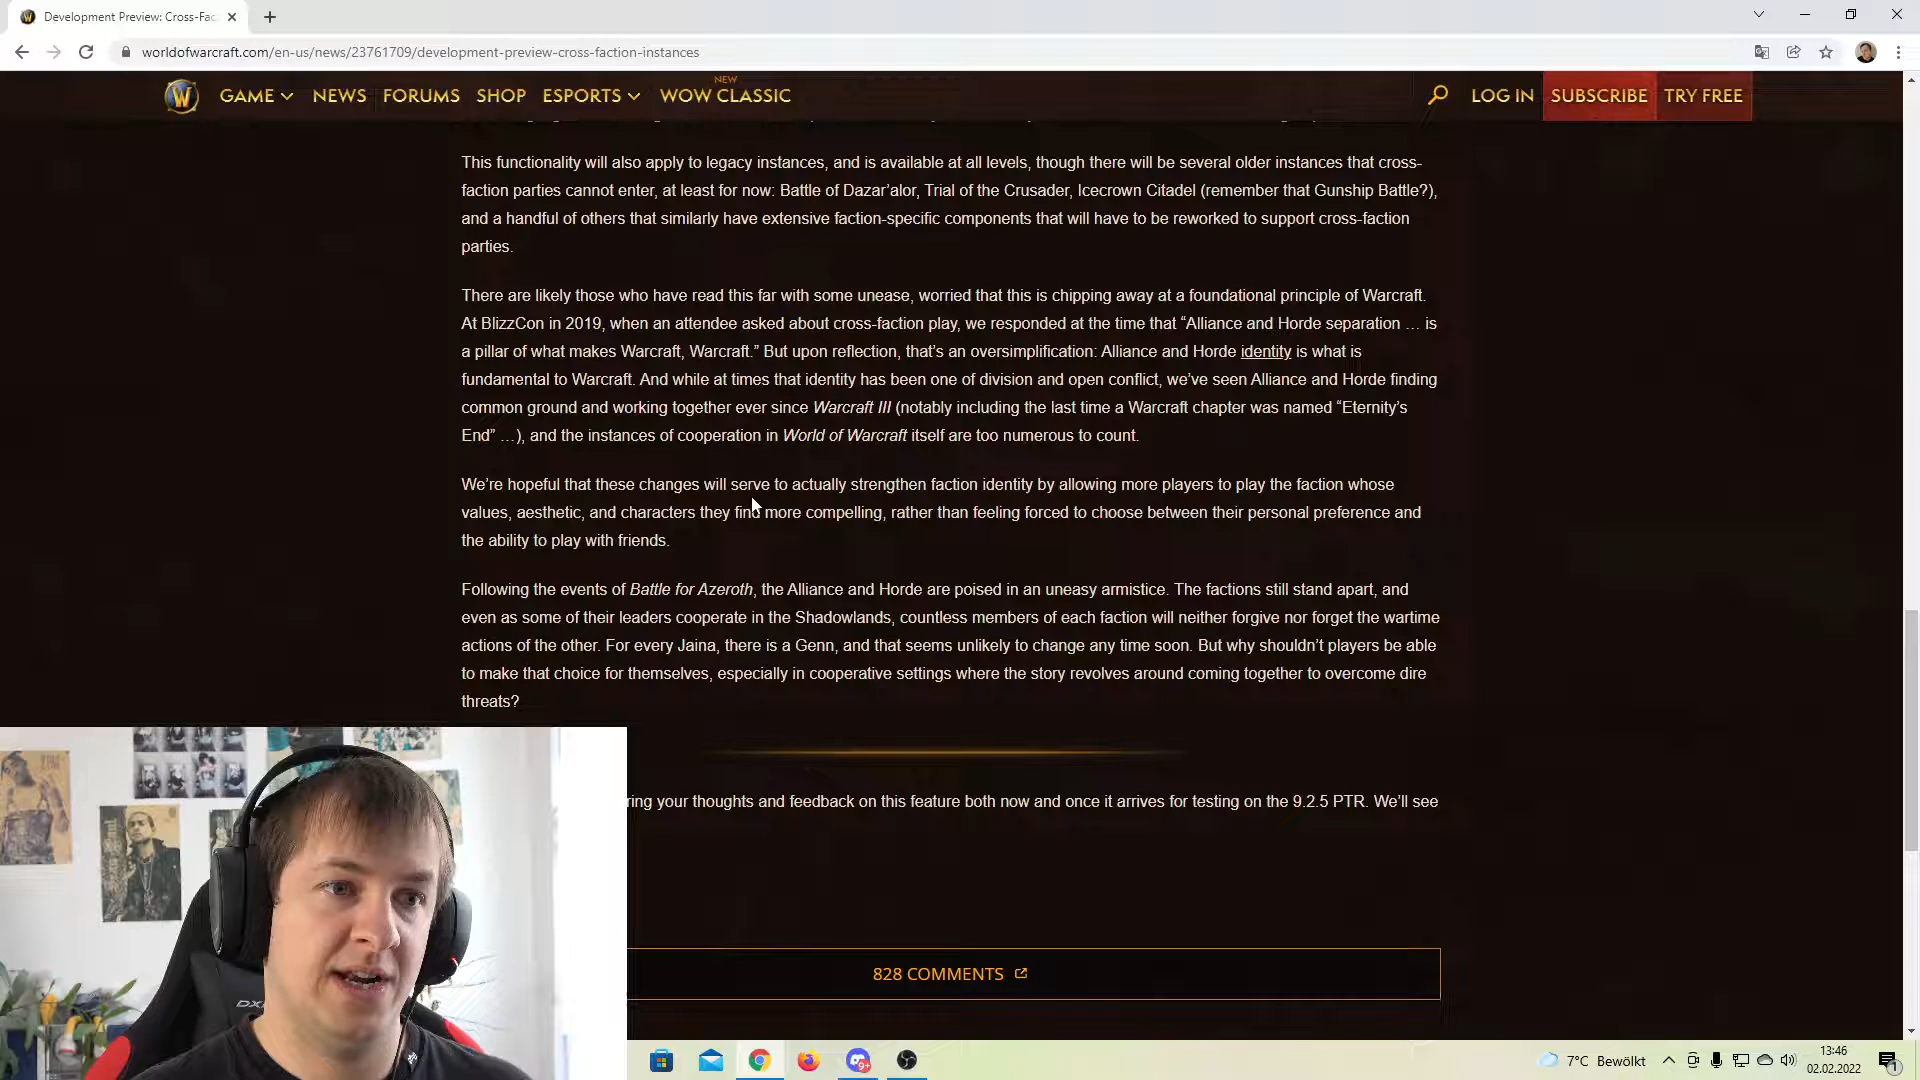 Development Preview: Cross-Fac
worldofwarcraft.com/en-us/news/23761709/development-preview-cross-faction-instances
W
GAME
NEWS
FORUMS
SHOP
ESPORTS
NEW
WOW CLASSIC
LOG IN
SUBSCRIBE
TRY FREE
This functionality will also apply to legacy instances, and is available at all levels, though there will be several older instances that cross-
faction parties cannot enter, at least for now: Battle of Dazar’alor, Trial of the Crusader, Icecrown Citadel (remember that Gunship Battle?),
and a handful of others that similarly have extensive faction-specific components that will have to be reworked to support cross-faction
parties.
There are likely those who have read this far with some unease, worried that this is chipping away at a foundational principle of Warcraft.
At BlizzCon in 2019, when an attendee asked about cross-faction play, we responded at the time that “Alliance and Horde separation … is
a pillar of what makes Warcraft, Warcraft.” But upon reflection, that’s an oversimplification: Alliance and Horde identity is what is
fundamental to Warcraft. And while at times that identity has been one of division and open conflict, we’ve seen Alliance and Horde finding
common ground and working together ever since Warcraft III (notably including the last time a Warcraft chapter was named “Eternity’s
End” …), and the instances of cooperation in World of Warcraft itself are too numerous to count.
We’re hopeful that these changes will serve to actually strengthen faction identity by allowing more players to play the faction whose
values, aesthetic, and characters they find more compelling, rather than feeling forced to choose between their personal preference and
the ability to play with friends.
Following the events of Battle for Azeroth, the Alliance and Horde are poised in an uneasy armistice. The factions still stand apart, and
even as some of their leaders cooperate in the Shadowlands, countless members of each faction will neither forgive nor forget the wartime
actions of the other. For every Jaina, there is a Genn, and that seems unlikely to change any time soon. But why shouldn’t players be able
to make that choice for themselves, especially in cooperative settings where the story revolves around coming together to overcome dire
threats?
ring your thoughts and feedback on this feature both now and once it arrives for testing on the 9.2.5 PTR. We’ll see
828 COMMENTS
DX
9+
7°C Bewölkt
13:46
02.02.2022
1